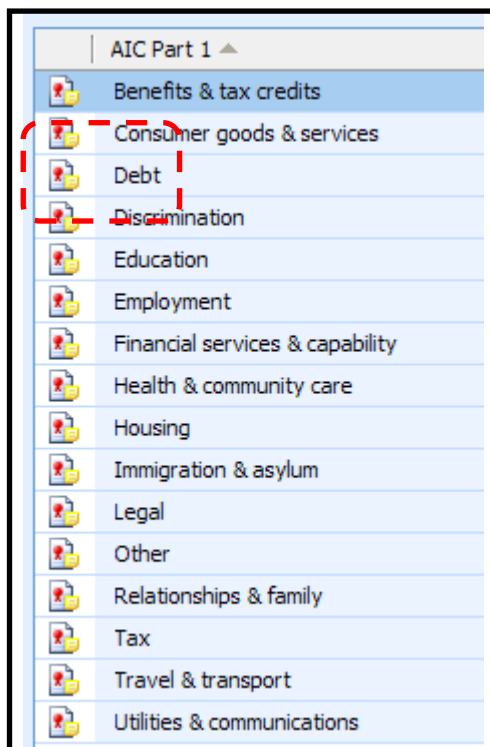 AIC Part 1
Benefits & tax credits
Consumer goods & services
Debt
Discrimination
Education
Employment
Financial services & capability
Health & community care
Housing
Immigration & asylum
Legal
Other
Relationships & family
Tax
Travel & transport
Utilities & communications